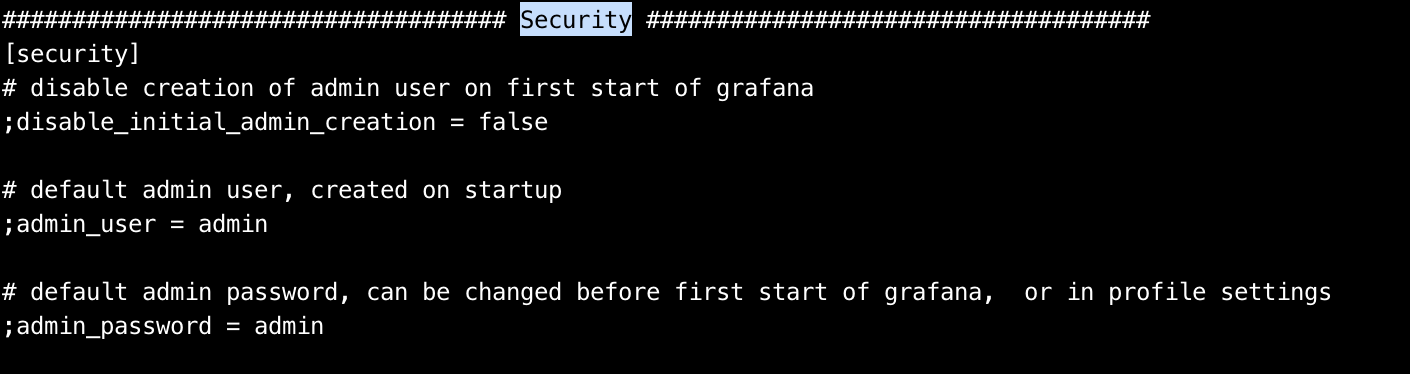 #################################### Security ####################################
[security]
# disable creation of admin user on first start of grafana
;disable_initial_admin_creation = false
# default admin user, created on startup
;admin_user = admin
# default admin password, can be changed before first start of grafana,  or in profile settings
;admin_password = admin